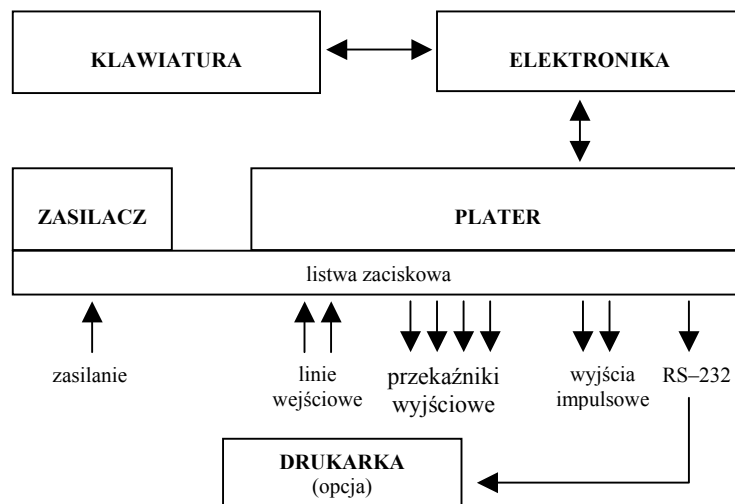 KLAWIATURA
ELEKTRONIKA
ZASILACZ
PLATER
listwa zaciskowa
zasilanie
linie
wejściowe
przekaźniki
wyjściowe
wyjścia
impulsowe
RS–232
DRUKARKA
(opcja)